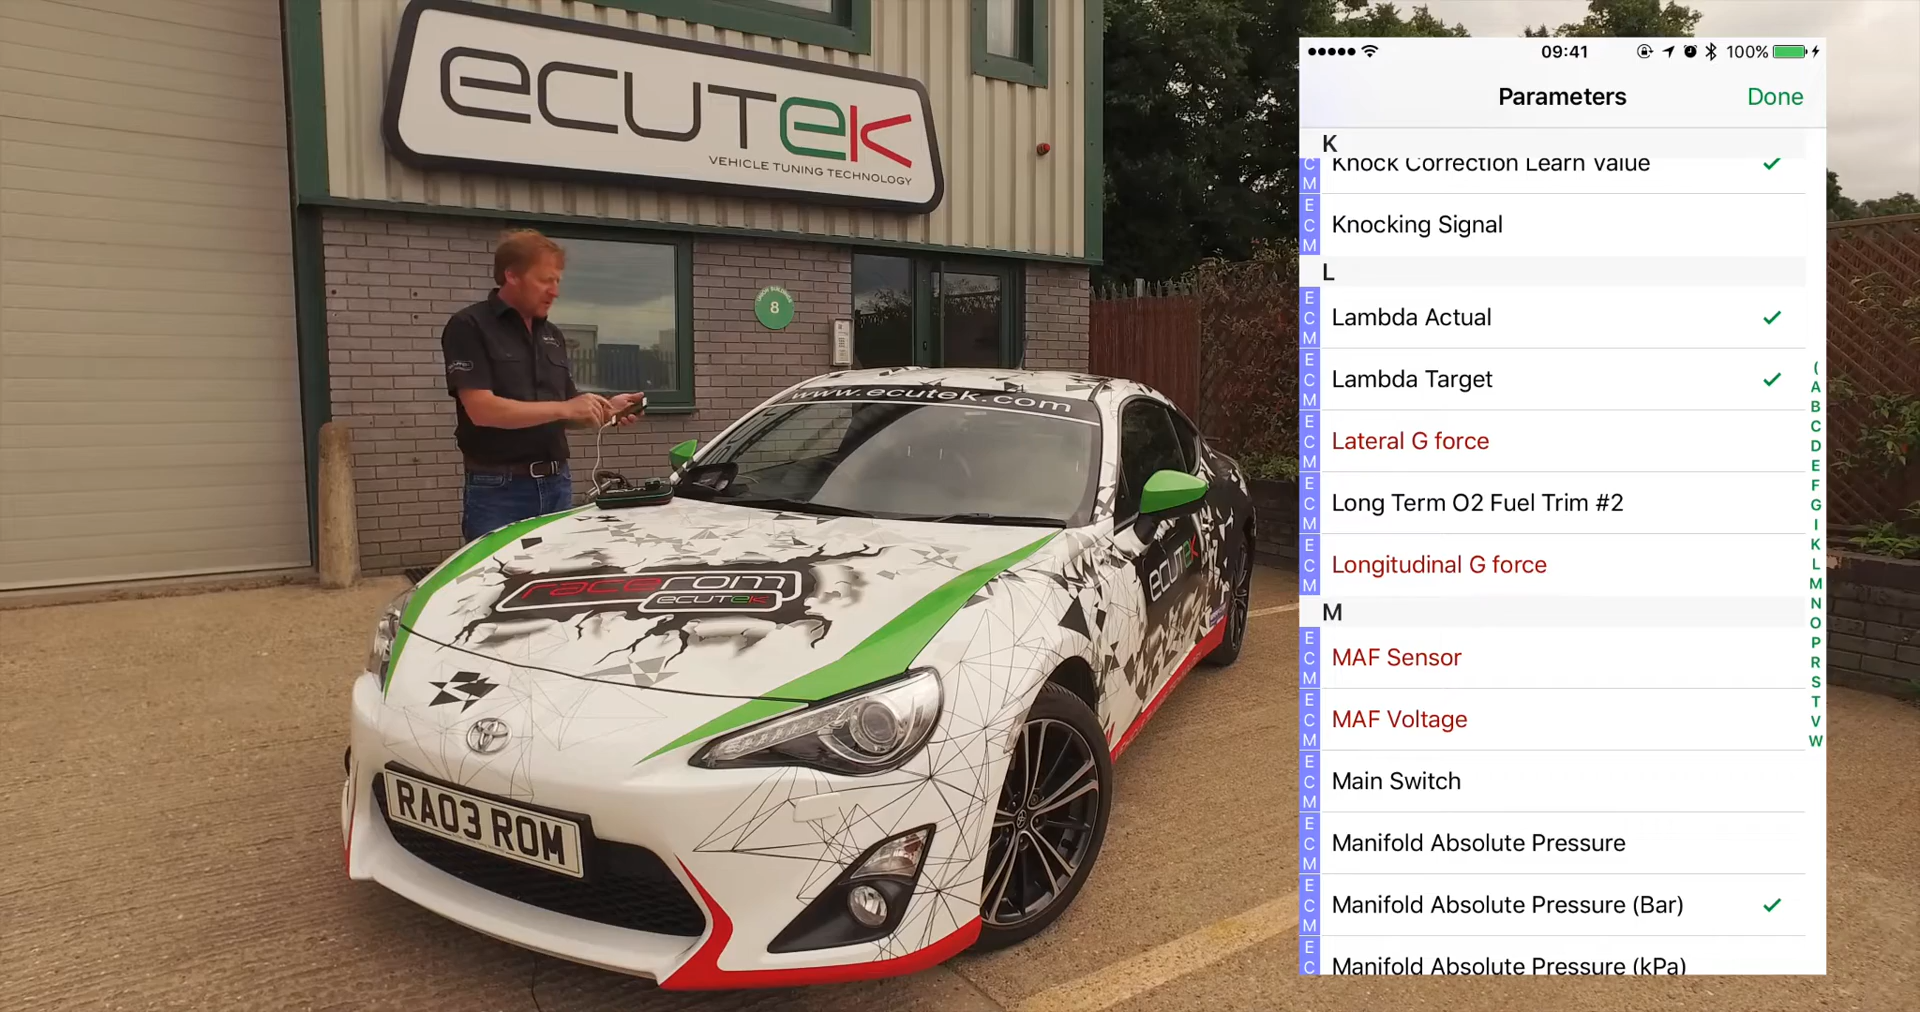 ecuTek
VEHICLE TUNING TECHNOLOGY
UNION BUILDINGS
8
www.ecutek.com
racerom
ecuTek
ecuTek
RA03 ROM
09:41
100%
Parameters
Done
K
ECM Knock Correction Learn Value
ECM Knocking Signal
L
ECM Lambda Actual
ECM Lambda Target
ECM Lateral G force
ECM Long Term O2 Fuel Trim #2
ECM Longitudinal G force
M
ECM MAF Sensor
ECM MAF Voltage
ECM Main Switch
ECM Manifold Absolute Pressure
ECM Manifold Absolute Pressure (Bar)
EC Manifold Absolute Pressure (kPa)
(
A
B
C
D
E
F
G
I
K
L
M
N
O
P
R
S
T
V
W